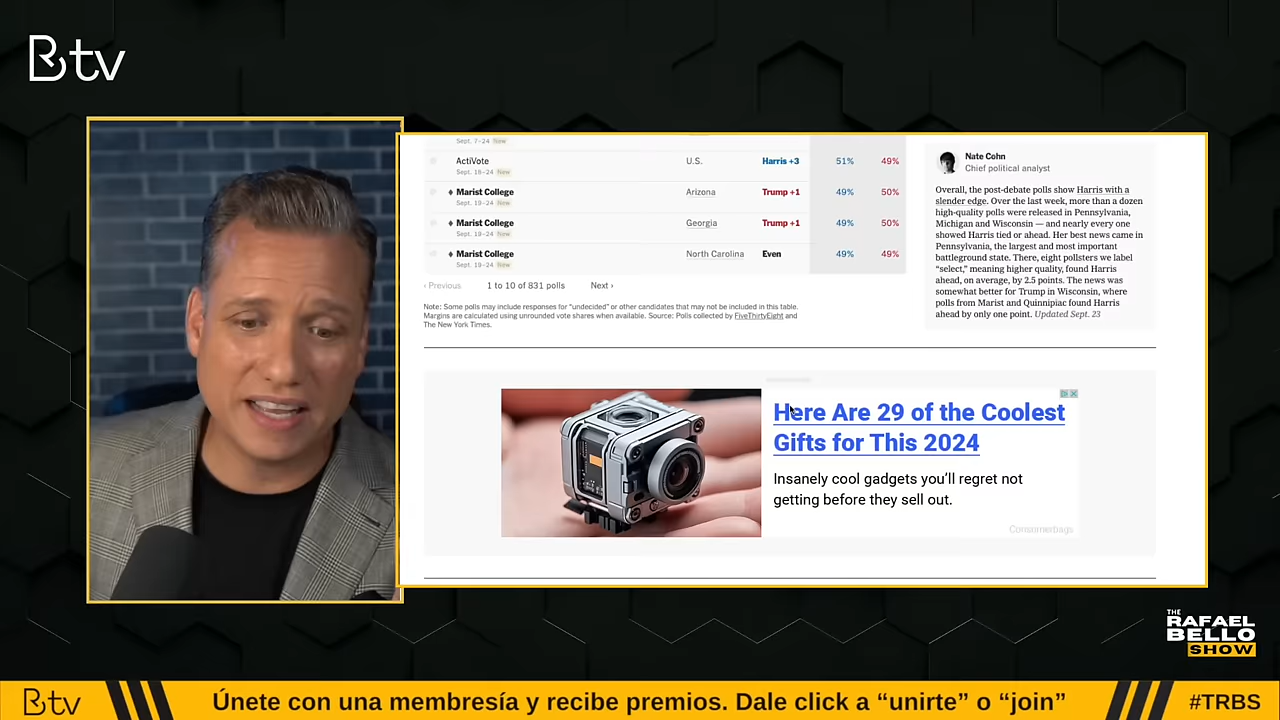 Btv
Sept. 7–24 New
ActiVote
U.S.
Harris +3
51%
49%
Sept. 18–24 New
Marist College
Arizona
Trump +1
49%
50%
Sept. 19–24 New
Marist College
Georgia
Trump +1
49%
50%
Sept. 19–24 New
Marist College
North Carolina
Even
49%
49%
Sept. 19–24 New
‹ Previous
1 to 10 of 831 polls
Next ›
Note: Some polls may include responses for “undecided” or other candidates that may not be included in this table.
Margins are calculated using unrounded vote shares when available. Source: Polls collected by FiveThirtyEight and
The New York Times.
Nate Cohn
Chief political analyst
Overall, the post-debate polls show Harris with a
slender edge. Over the last week, more than a dozen
high-quality polls were released in Pennsylvania,
Michigan and Wisconsin — and nearly every one
showed Harris tied or ahead. Her best news came in
Pennsylvania, the largest and most important
battleground state. There, eight pollsters we label
“select,” meaning higher quality, found Harris
ahead, on average, by 2.5 points. The news was
somewhat better for Trump in Wisconsin, where
polls from Marist and Quinnipiac found Harris
ahead by only one point. Updated Sept. 23
Here Are 29 of the Coolest
Gifts for This 2024
Insanely cool gadgets you’ll regret not
getting before they sell out.
Consumerbags
THE
RAFAEL
BELLO
SHOW
Btv
Únete con una membresía y recibe premios. Dale click a “unirte” o “join”
#TRBS